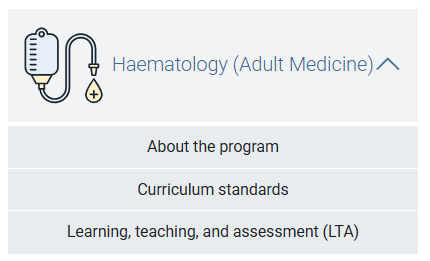 Haematology (Adult Medicine)
About the program
Curriculum standards
Learning, teaching, and assessment (LTA)